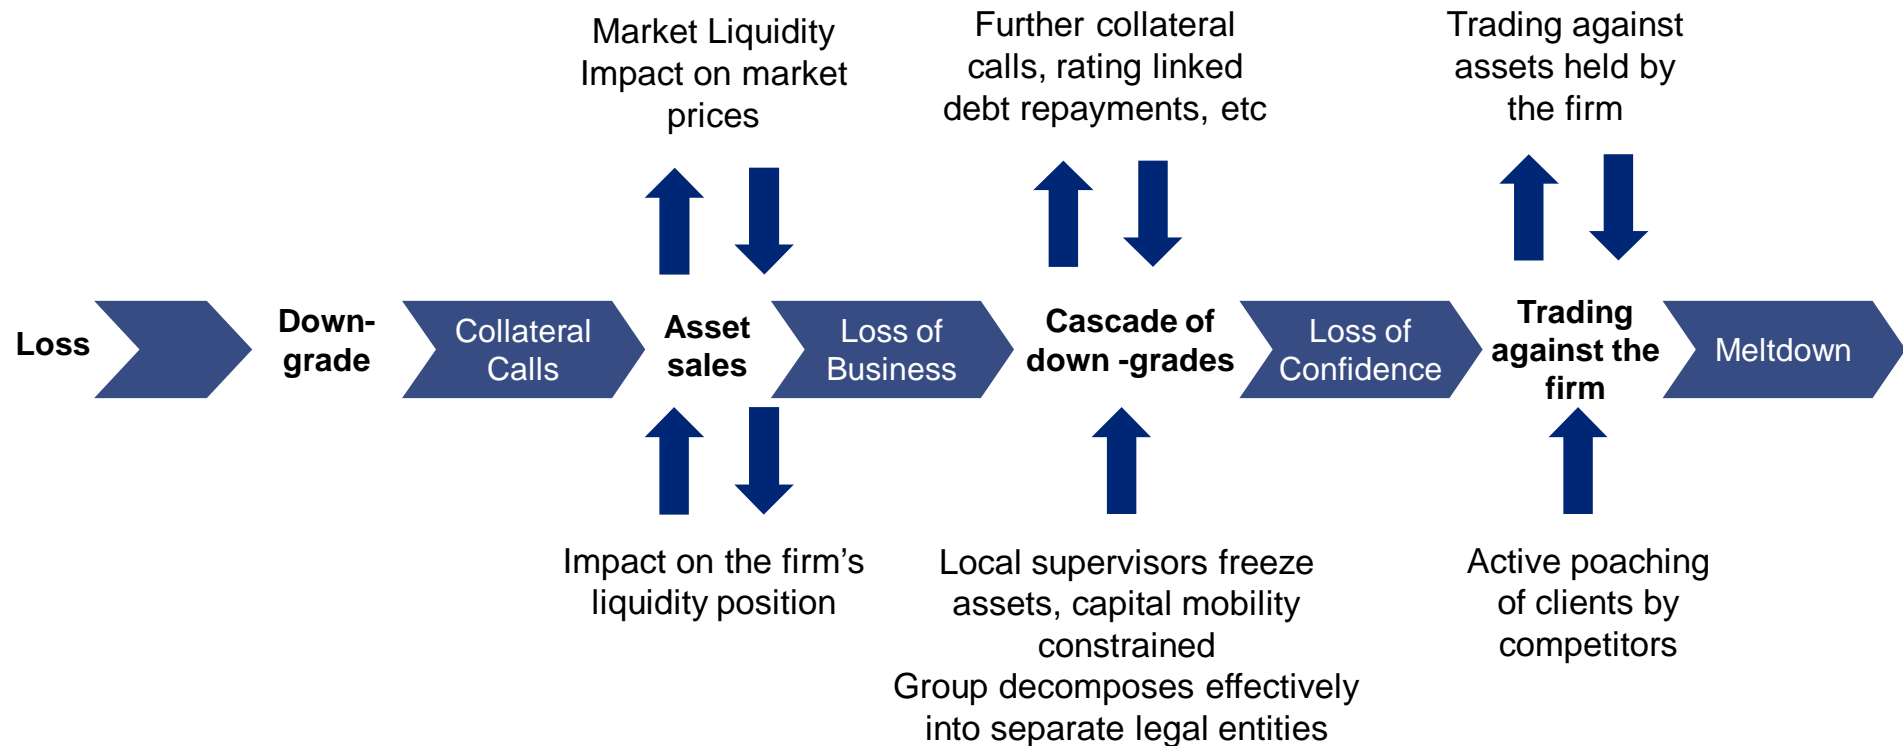 Market Liquidity
Impact on market
prices
Further collateral
calls, rating linked
debt repayments, etc
Trading against
assets held by
the firm
Loss
Down-
grade
Collateral
Calls
Asset
sales
Loss of
Business
Cascade of
down -grades
Loss of
Confidence
Trading
against the
firm
Meltdown
Impact on the firm’s
liquidity position
Local supervisors freeze
assets, capital mobility
constrained
Group decomposes effectively
into separate legal entities
Active poaching
of clients by
competitors